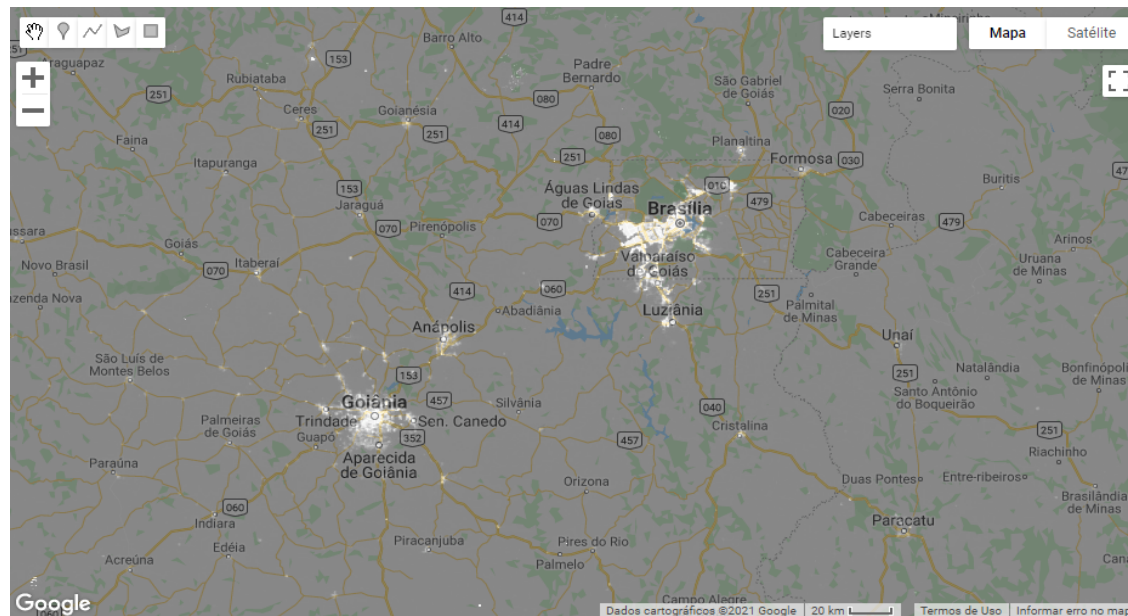 414
Layers
Mapa
Satélite
Barro Alto
251
Araguapaz
153
Padre
Bernardo
Rubiataba
São Gabriel
de Goiás
Serra Bonita
251
080
Ceres
Goianésia
020
251
251
414
080
Faina
Planaltina
Itapuranga
251
Formosa
030
153
010
Águas Lindas
de Goiás
479
Buritis
Jaraguá
Brasília
070
070
Pirenópolis
Cabeceiras
479
Goiás
Valparaíso
de Goiás
Arinos
Novo Brasil
070
Itaberaí
Cabeceira
Grande
Uruana
de Minas
414
060
251
Abadiânia
Luziânia
Palmital
de Minas
Anápolis
Unaí
São Luís de
Montes Belos
153
251
Natalândia
Bonfinópolis
de Minas
Santo Antônio
do Boqueirão
Goiânia
457
Silvânia
040
Trindade
Sen. Canedo
Palmeiras
de Goiás
Guapó
352
457
Cristalina
251
Aparecida
de Goiânia
Riachinho
Paraúna
Orizona
Duas Pontes
Entre-ribeiros
Brasilândia
de Minas
060
Indiara
Paracatu
Acreúna
Edéia
Piracanjuba
Pires do Rio
Palmelo
Campo Alegre
Google
Dados cartográficos ©2021 Google
20 km
Termos de Uso
Informar erro no map